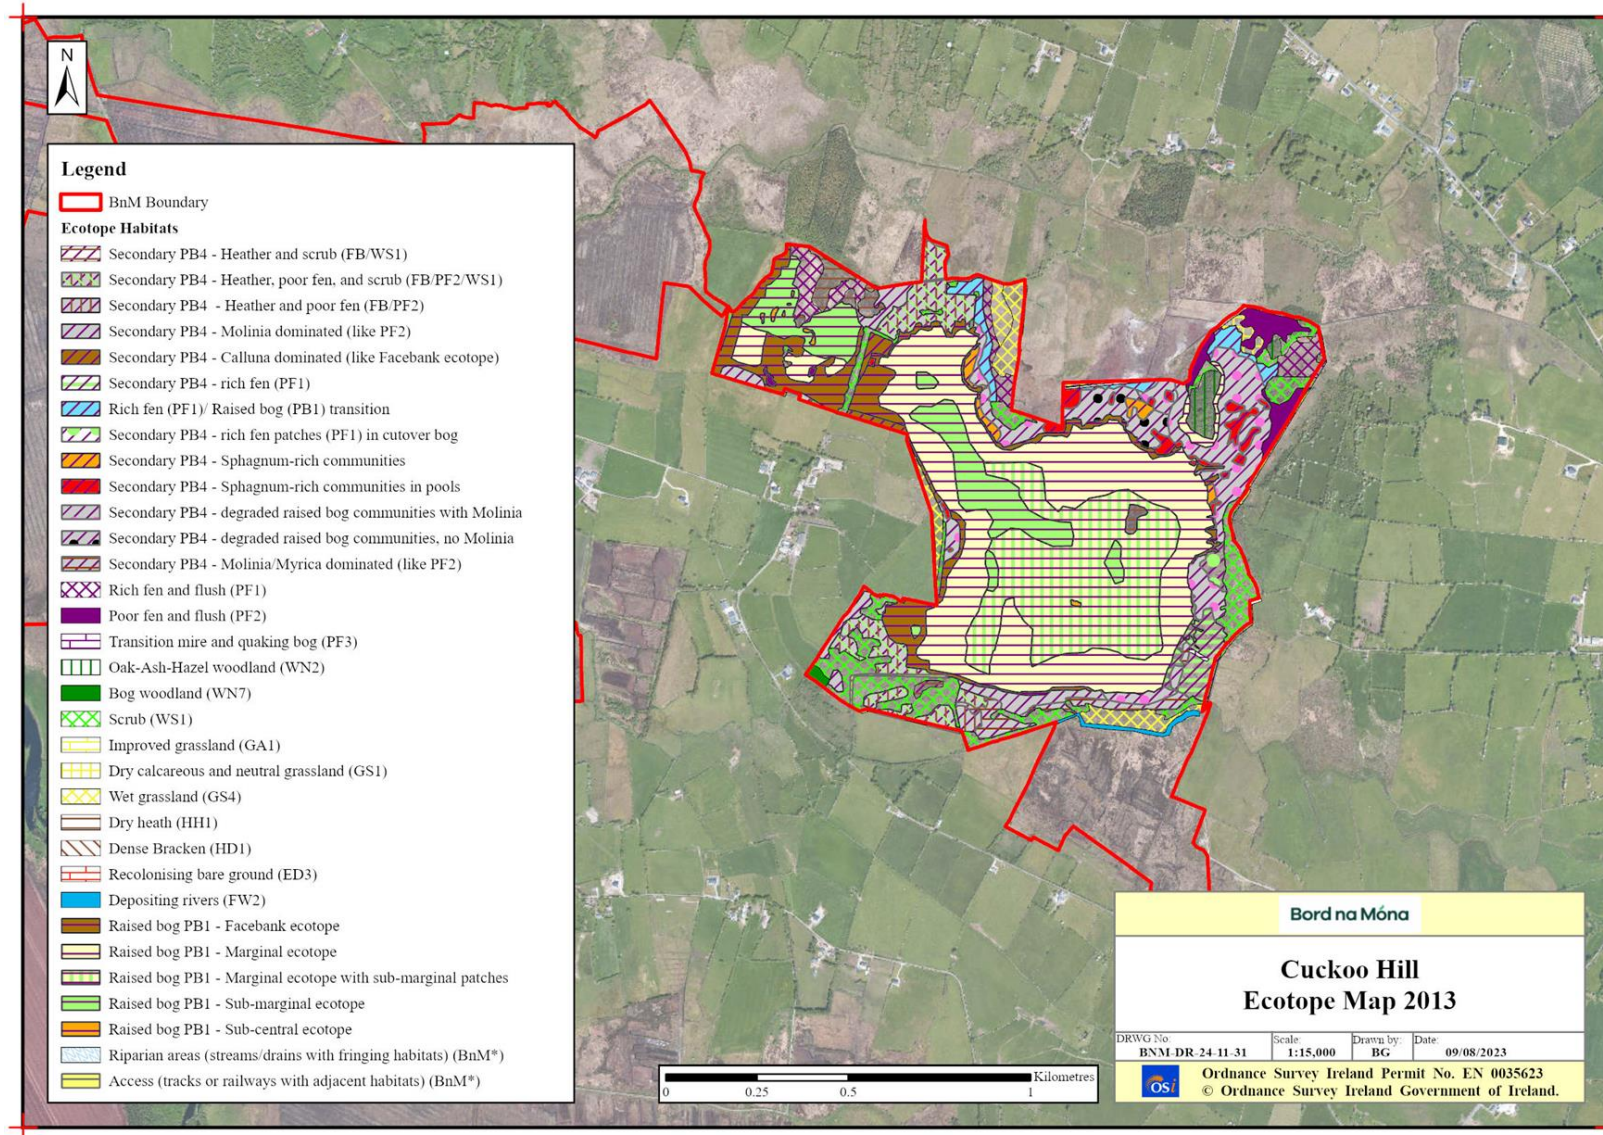 N
Legend
BnM Boundary
Ecotope Habitats
Secondary PB4 - Heather and scrub (FB/WS1)
Secondary PB4 - Heather, poor fen, and scrub (FB/PF2/WS1)
Secondary PB4 - Heather and poor fen (FB/PF2)
Secondary PB4 - Molinia dominated (like PF2)
Secondary PB4 - Calluna dominated (like Facebank ecotope)
Secondary PB4 - rich fen (PF1)
Rich fen (PF1)/ Raised bog (PB1) transition
Secondary PB4 - rich fen patches (PF1) in cutover bog
Secondary PB4 - Sphagnum-rich communities
Secondary PB4 - Sphagnum-rich communities in pools
Secondary PB4 - degraded raised bog communities with Molinia
Secondary PB4 - degraded raised bog communities, no Molinia
Secondary PB4 - Molinia/Myrica dominated (like PF2)
Rich fen and flush (PF1)
Poor fen and flush (PF2)
Transition mire and quaking bog (PF3)
Oak-Ash-Hazel woodland (WN2)
Bog woodland (WN7)
Scrub (WS1)
Improved grassland (GA1)
Dry calcareous and neutral grassland (GS1)
Wet grassland (GS4)
Dry heath (HH1)
Dense Bracken (HD1)
Recolonising bare ground (ED3)
Depositing rivers (FW2)
Raised bog PB1 - Facebank ecotope
Raised bog PB1 - Marginal ecotope
Raised bog PB1 - Marginal ecotope with sub-marginal patches
Raised bog PB1 - Sub-marginal ecotope
Raised bog PB1 - Sub-central ecotope
Riparian areas (streams/drains with fringing habitats) (BnM*)
Access (tracks or railways with adjacent habitats) (BnM*)
Kilometres
0 0.25 0.5 1
Bord na Móna
Cuckoo Hill
Ecotope Map 2013
DRWG No: Scale: Drawn by: Date:
BNM-DR-24-11-31 1:15,000 BG 09/08/2023
OSi
Ordnance Survey Ireland Permit No. EN 0035623
© Ordnance Survey Ireland Government of Ireland.